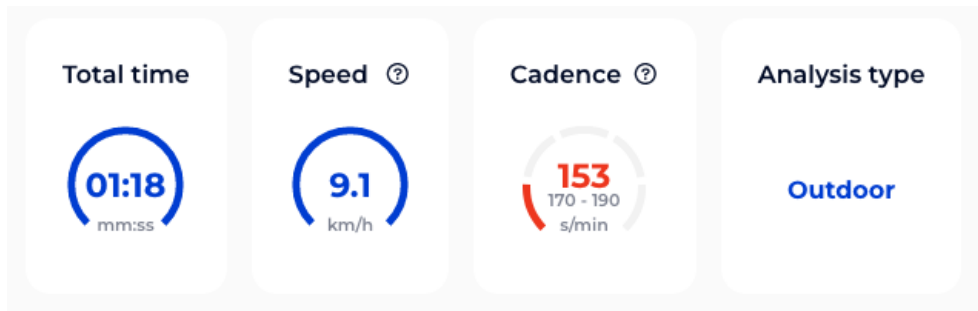 Total time
01:18
mm:ss
Speed ?
9.1
km/h
Cadence ?
153
170 - 190
s/min
Analysis type
Outdoor